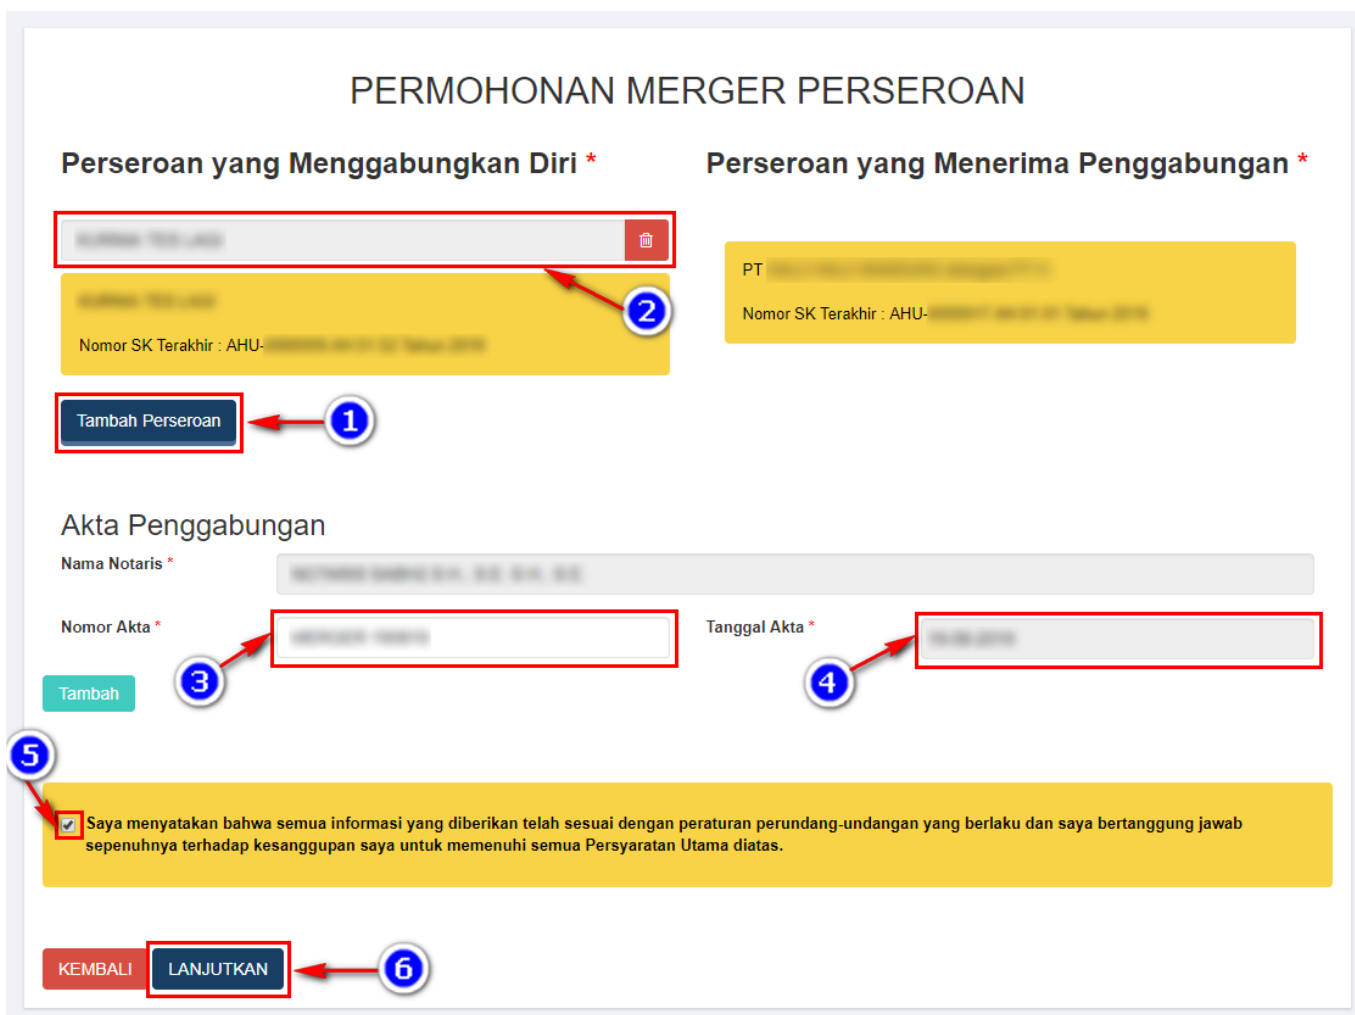 PERMOHONAN MERGER PERSEROAN
Perseroan yang Menggabungkan Diri *
Perseroan yang Menerima Penggabungan *
2
Nomor SK Terakhir : AHU-
PT
Nomor SK Terakhir : AHU-
Tambah Perseroan
1
Akta Penggabungan
Nama Notaris *
Nomor Akta *
3
Tanggal Akta *
4
Tambah
5
Saya menyatakan bahwa semua informasi yang diberikan telah sesuai dengan peraturan perundang-undangan yang berlaku dan saya bertanggung jawab
sepenuhnya terhadap kesanggupan saya untuk memenuhi semua Persyaratan Utama diatas.
KEMBALI
LANJUTKAN
6